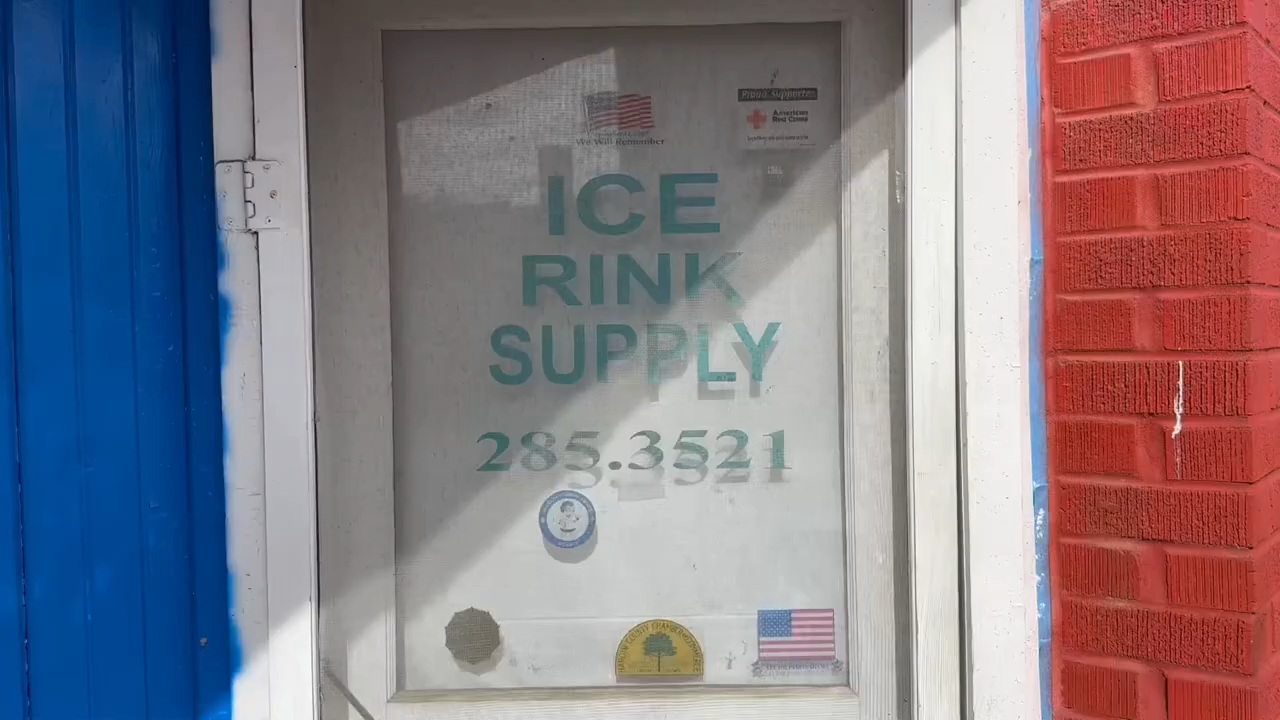 We Will Remember
Proud Supporter
American
Red Cross
ICE
RINK
SUPPLY
285.3521